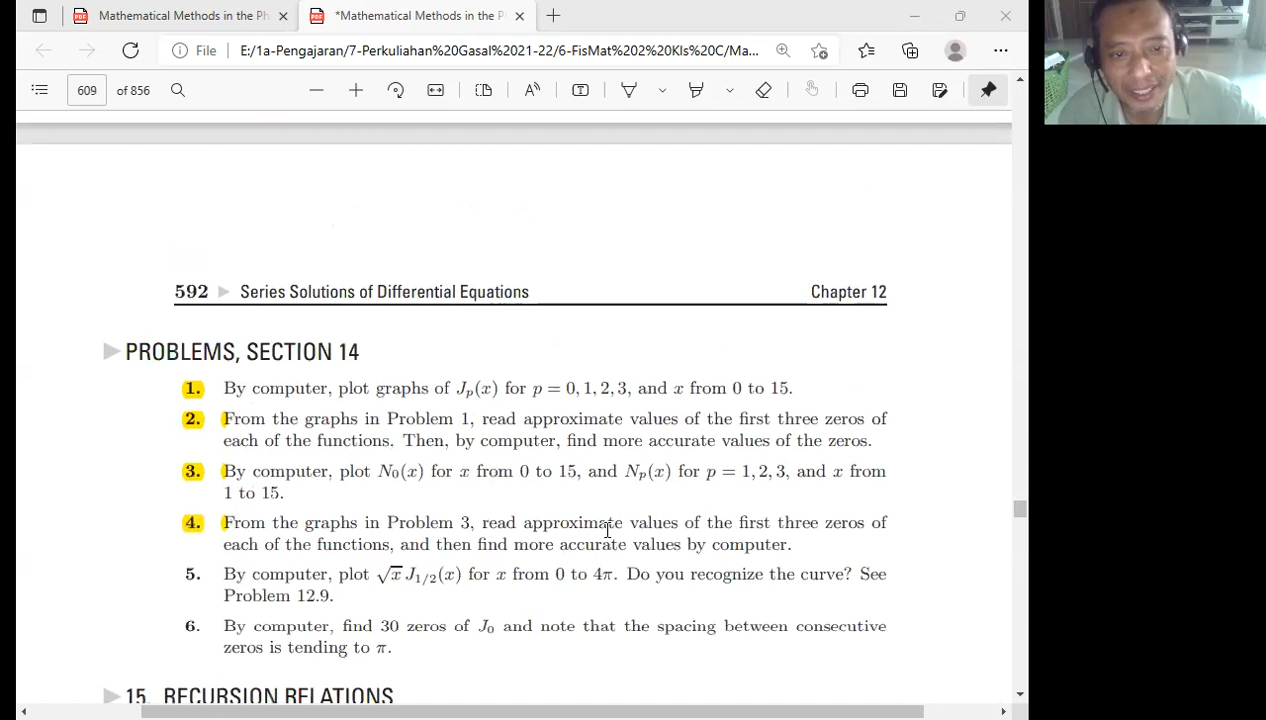 Mathematical Methods in the Ph
*Mathematical Methods in the P
File
E:/1a-Pengajaran/7-Perkuliahan%20Gasal%202021-22/6-FisMat%202%20Kls%20C/Ma...
609 of 856
592 Series Solutions of Differential Equations Chapter 12
PROBLEMS, SECTION 14
1. By computer, plot graphs of Jₚ(x) for p = 0, 1, 2, 3, and x from 0 to 15.
2. From the graphs in Problem 1, read approximate values of the first three zeros of
each of the functions. Then, by computer, find more accurate values of the zeros.
3. By computer, plot N₀(x) for x from 0 to 15, and Nₚ(x) for p = 1, 2, 3, and x from
1 to 15.
4. From the graphs in Problem 3, read approximate values of the first three zeros of
each of the functions, and then find more accurate values by computer.
5. By computer, plot √x J₁/₂(x) for x from 0 to 4π. Do you recognize the curve? See
Problem 12.9.
6. By computer, find 30 zeros of J₀ and note that the spacing between consecutive
zeros is tending to π.
15. RECURSION RELATIONS